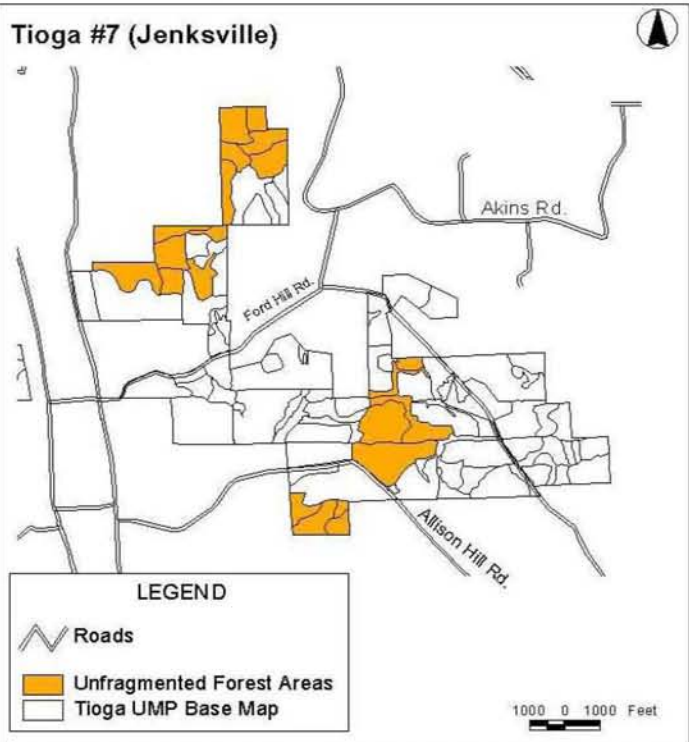 Tioga #7 (Jenksville)
Akins Rd.
Ford Hill Rd.
Allison Hill Rd.
LEGEND
Roads
Unfragmented Forest Areas
Tioga UMP Base Map
1000 0 1000 Feet